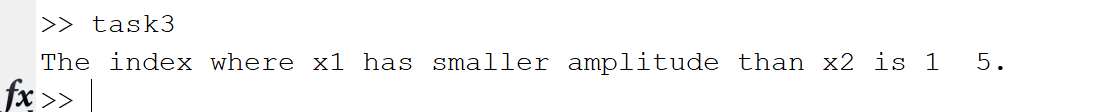 >> task3
The index where x1 has smaller amplitude than x2 is 1  5.
fx >>